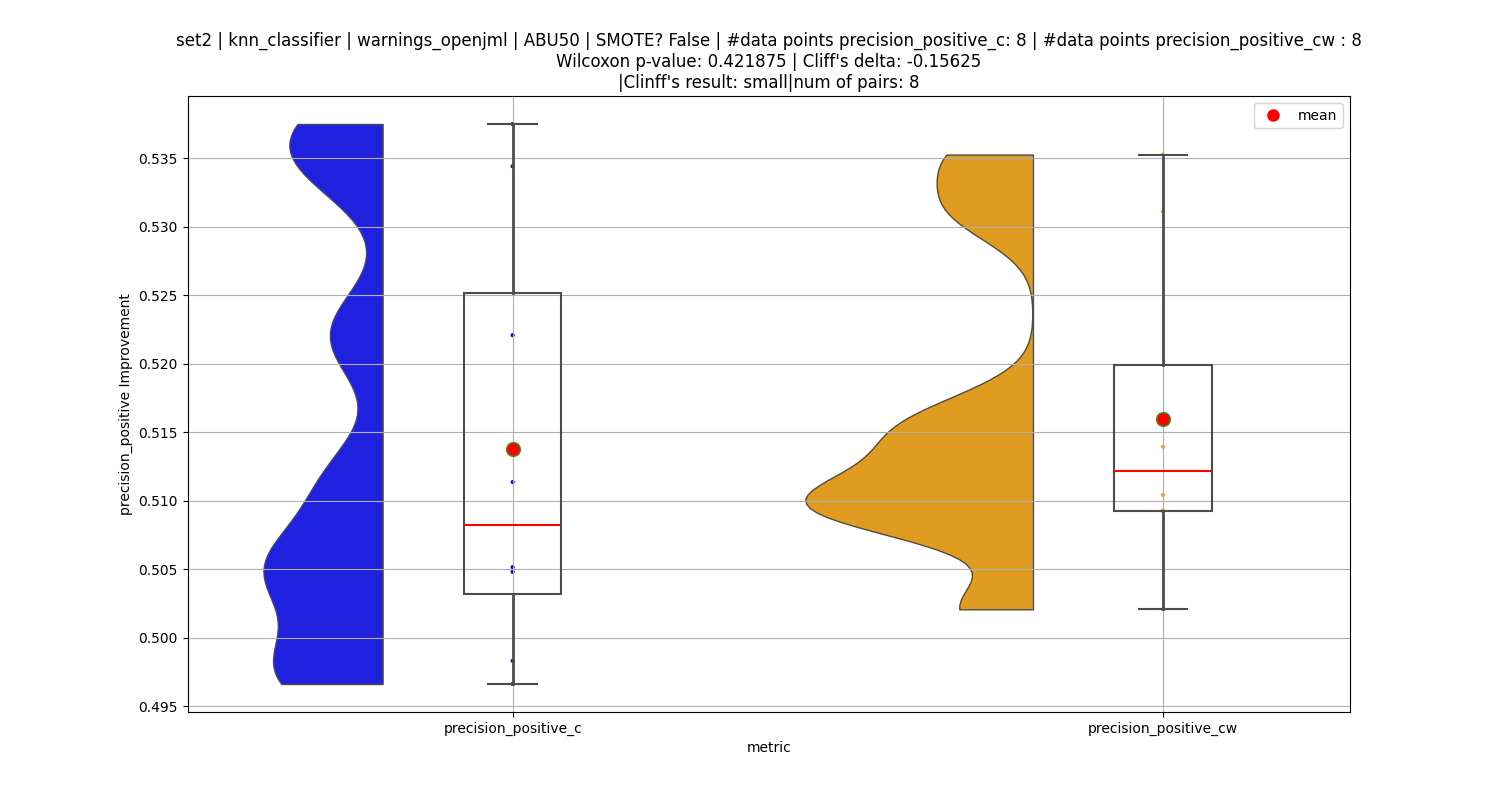 set2 | knn_classifier | warnings_openjml | ABU50 | SMOTE? False | #data points precision_positive_c: 8 | #data points precision_positive_cw : 8
Wilcoxon p-value: 0.421875 | Cliff's delta: -0.15625
|Clinff's result: small|num of pairs: 8
mean
precision_positive Improvement
0.535
0.530
0.525
0.520
0.515
0.510
0.505
0.500
0.495
precision_positive_c
precision_positive_cw
metric